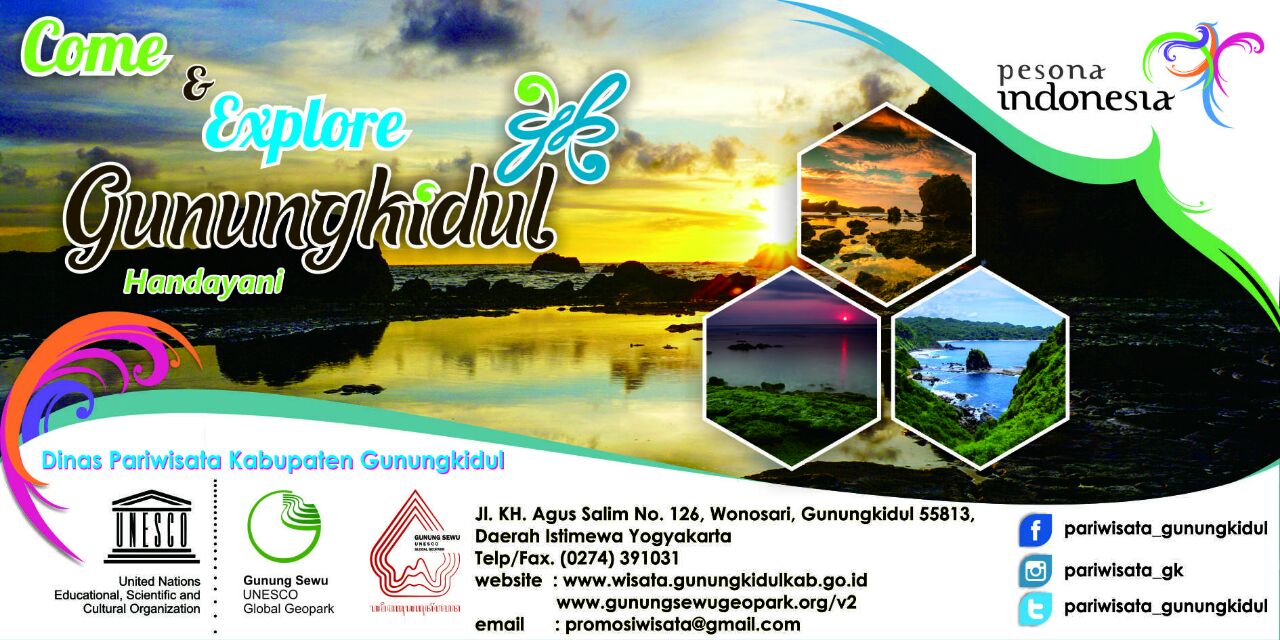 Come
&
Explore
Gunungkidul
Handayani
pesona
indonesia
Dinas Pariwisata Kabupaten Gunungkidul
UNESCO
United Nations
Educational, Scientific and
Cultural Organization
Gunung Sewu
UNESCO
Global Geopark
GUNUNG SEWU
UNESCO
GLOBAL GEOPARK
Jl. KH. Agus Salim No. 126, Wonosari, Gunungkidul 55813,
Daerah Istimewa Yogyakarta
Telp/Fax. (0274) 391031
website : www.wisata.gunungkidulkab.go.id
www.gunungsewugeopark.org/v2
email : promosiwisata@gmail.com
pariwisata_gunungkidul
pariwisata_gk
pariwisata_gunungkidul